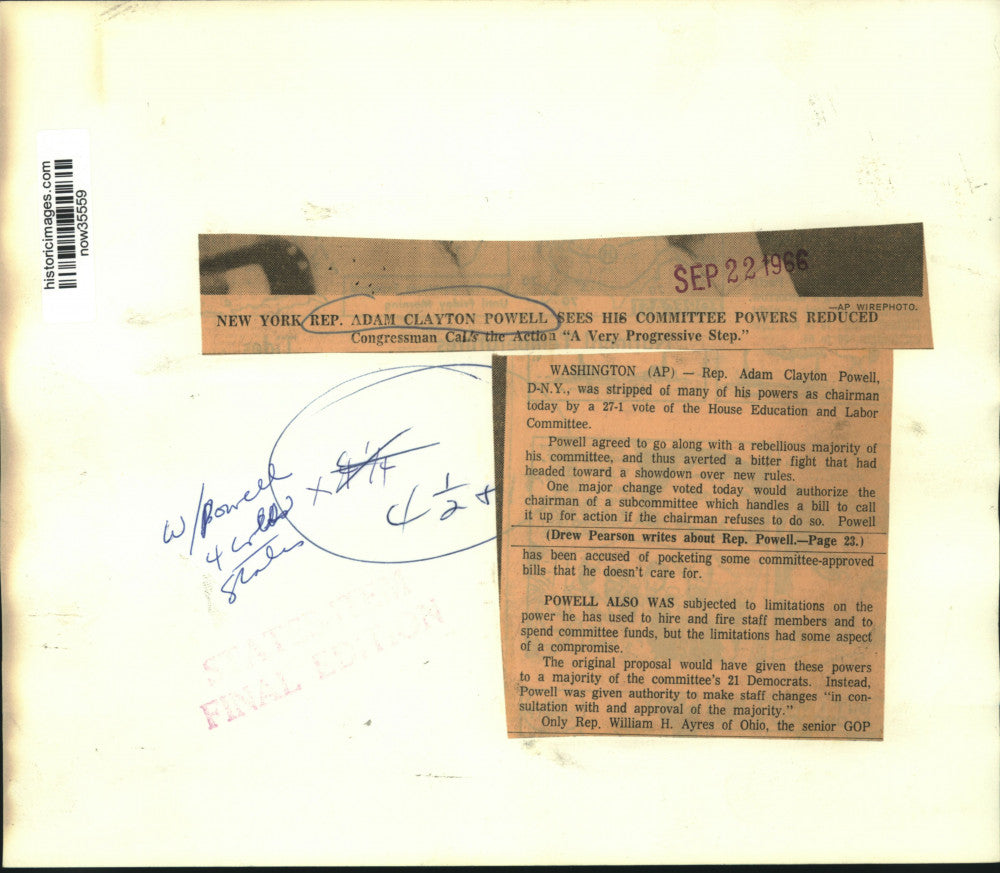 historicimages.com
now35559
SEP 22 1966
—AP WIREPHOTO.
NEW YORK REP. ADAM CLAYTON POWELL SEES HIS COMMITTEE POWERS REDUCED
Congressman Calls the Action “A Very Progressive Step.”
WASHINGTON (AP) — Rep. Adam Clayton Powell,
D-N.Y., was stripped of many of his powers as chairman
today by a 27-1 vote of the House Education and Labor
Committee.
Powell agreed to go along with a rebellious majority of
his committee, and thus averted a bitter fight that had
headed toward a showdown over new rules.
One major change voted today would authorize the
chairman of a subcommittee which handles a bill to call
it up for action if the chairman refuses to do so. Powell
(Drew Pearson writes about Rep. Powell.—Page 23.)
has been accused of pocketing some committee-approved
bills that he doesn't care for.
POWELL ALSO WAS subjected to limitations on the
power he has used to hire and fire staff members and to
spend committee funds, but the limitations had some aspect
of a compromise.
The original proposal would have given these powers
to a majority of the committee's 21 Democrats. Instead,
Powell was given authority to make staff changes “in con-
sultation with and approval of the majority.”
Only Rep. William H. Ayres of Ohio, the senior GOP
W/Powell
4
x
4 1/2
FINAL EDITION